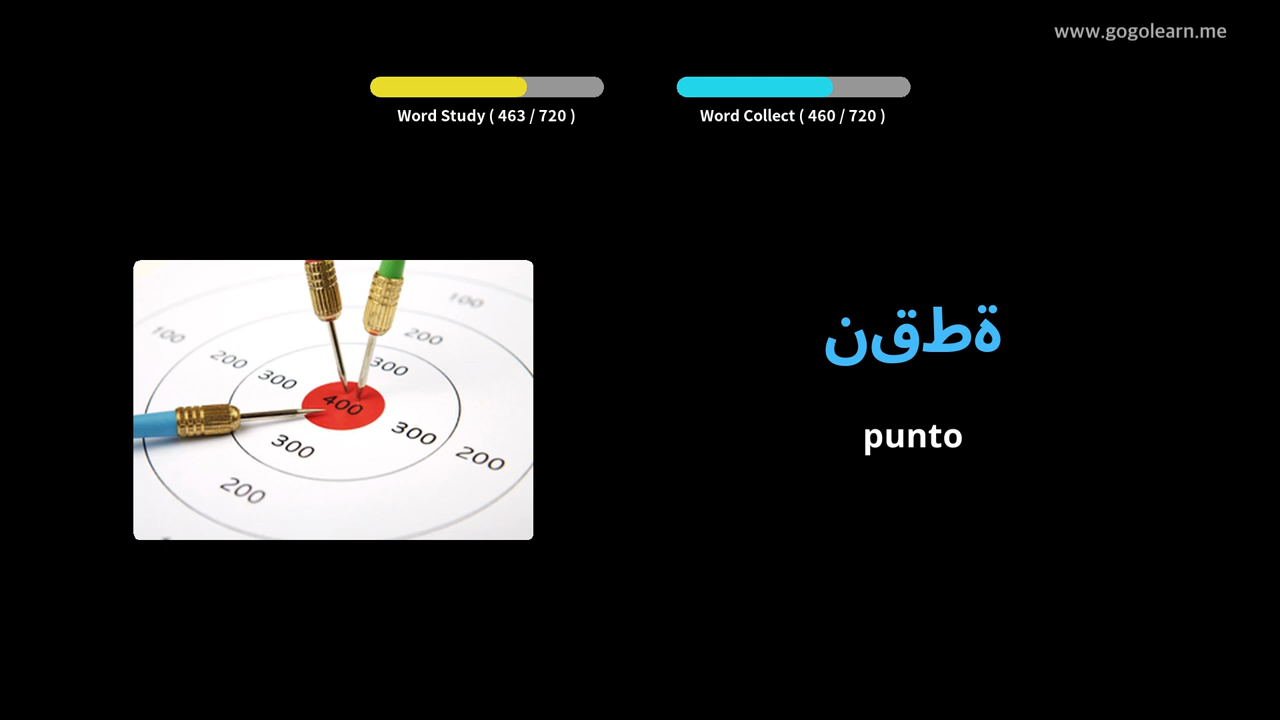 www.gogolearn.me
Word Study ( 463 / 720 )
Word Collect ( 460 / 720 )
100
100
200
200
300
300
400
300
300
200
200
نقطة
punto